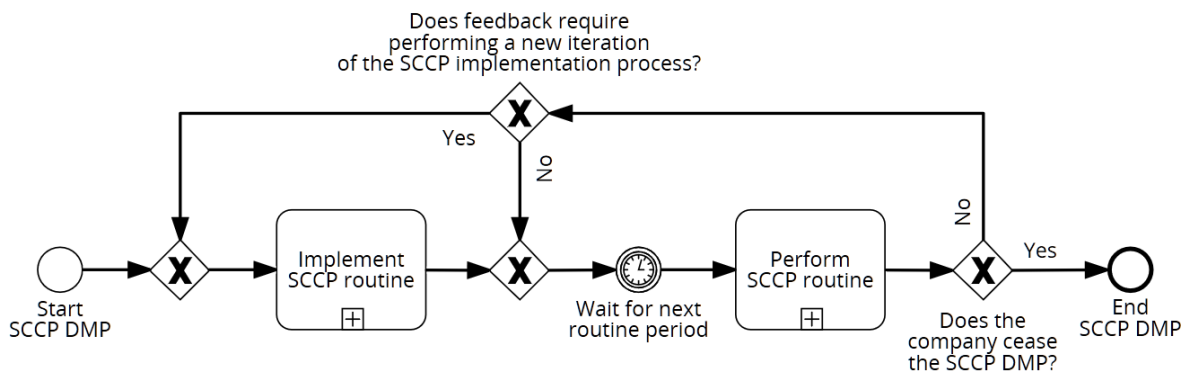 Does feedback require
performing a new iteration
of the SCCP implementation process?
X
Yes
No
No
X
Implement
SCCP routine
X
Perform
SCCP routine
X
Yes
Start
SCCP DMP
Wait for next
routine period
Does the
company cease
the SCCP DMP?
End
SCCP DMP